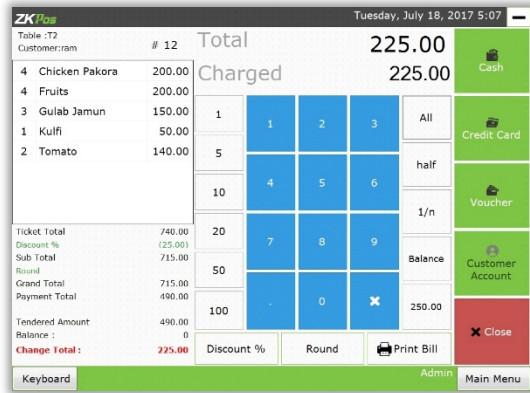 ZKPos
Tuesday, July 18, 2017 5:07
Table :T2
Customer:ram
# 12
Total 225.00
Charged 225.00
4 Chicken Pakora 200.00
4 Fruits 200.00
3 Gulab Jamun 150.00
1 Kulfi 50.00
2 Tomato 140.00
Ticket Total 740.00
Discount % (25.00)
Sub Total 715.00
Round
Grand Total 715.00
Payment Total 490.00
Tendered Amount 490.00
Balance : 0
Change Total : 225.00
1
5
10
20
50
100
1 2 3
4 5 6
7 8 9
. 0
All
half
1/n
Balance
250.00
Discount %
Round
Print Bill
Cash
Credit Card
Voucher
Customer
Account
Close
Keyboard
Admin
Main Menu